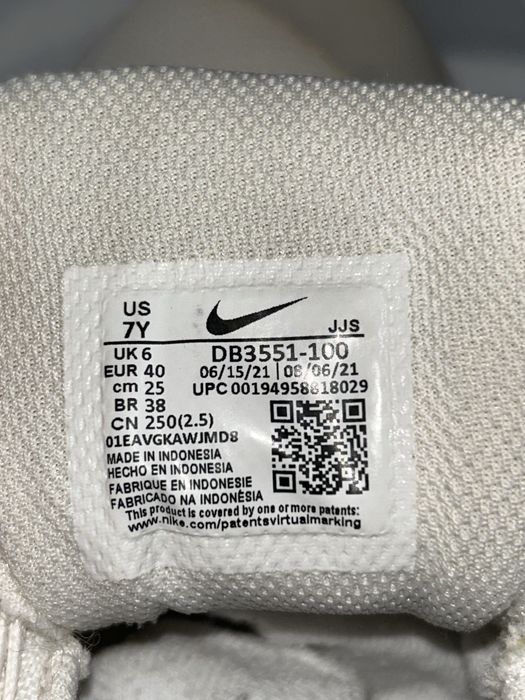 US
7Y
JJS
UK 6
DB3551-100
EUR 40
06/15/21 | 08/06/21
cm 25
UPC 00194958818029
BR 38
CN 250(2.5)
01EAVGKAWJMD8
MADE IN INDONESIA
HECHO EN INDONESIA
FABRIQUE EN INDONESIE
FABRICADO NA INDONÉSIA
This product is covered by one or more patents:
www.nike.com/patentsvirtualmarking